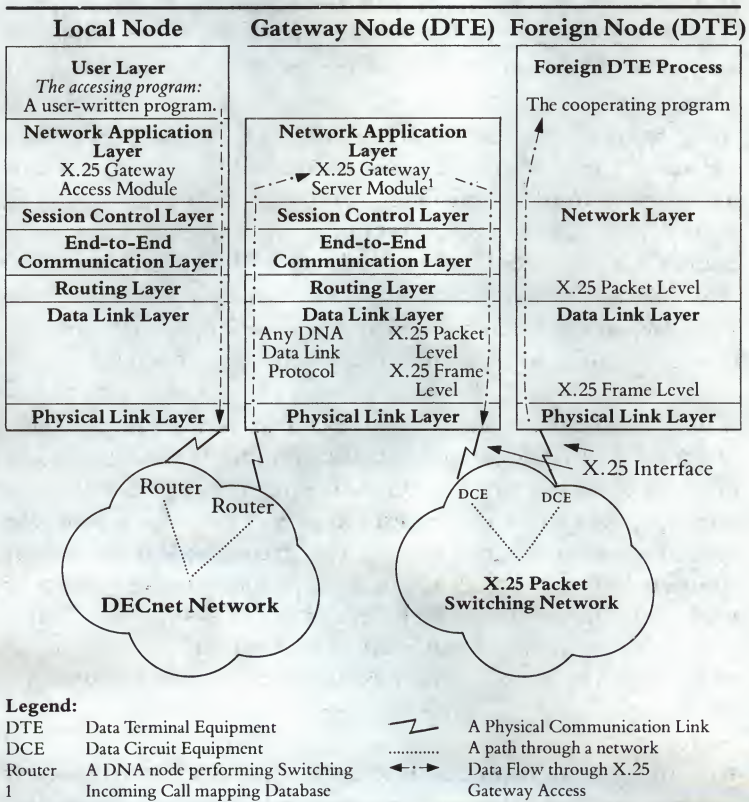 Local Node
Gateway Node (DTE)
Foreign Node (DTE)
User Layer
The accessing program:
A user-written program.
Network Application
Layer
X.25 Gateway
Access Module
Session Control Layer
End-to-End
Communication Layer
Routing Layer
Data Link Layer
Physical Link Layer
Network Application
Layer
X.25 Gateway
Server Module1
Session Control Layer
End-to-End
Communication Layer
Routing Layer
Data Link Layer
Any DNA X.25 Packet
Data Link Level
Protocol X.25 Frame
Level
Physical Link Layer
Foreign DTE Process
The cooperating program
Network Layer
X.25 Packet Level
Data Link Layer
X.25 Frame Level
Physical Link Layer
X.25 Interface
Router
Router
DECnet Network
DCE
DCE
X.25 Packet
Switching Network
Legend:
DTE Data Terminal Equipment
DCE Data Circuit Equipment
Router A DNA node performing Switching
1 Incoming Call mapping Database
A Physical Communication Link
A path through a network
Data Flow through X.25
Gateway Access